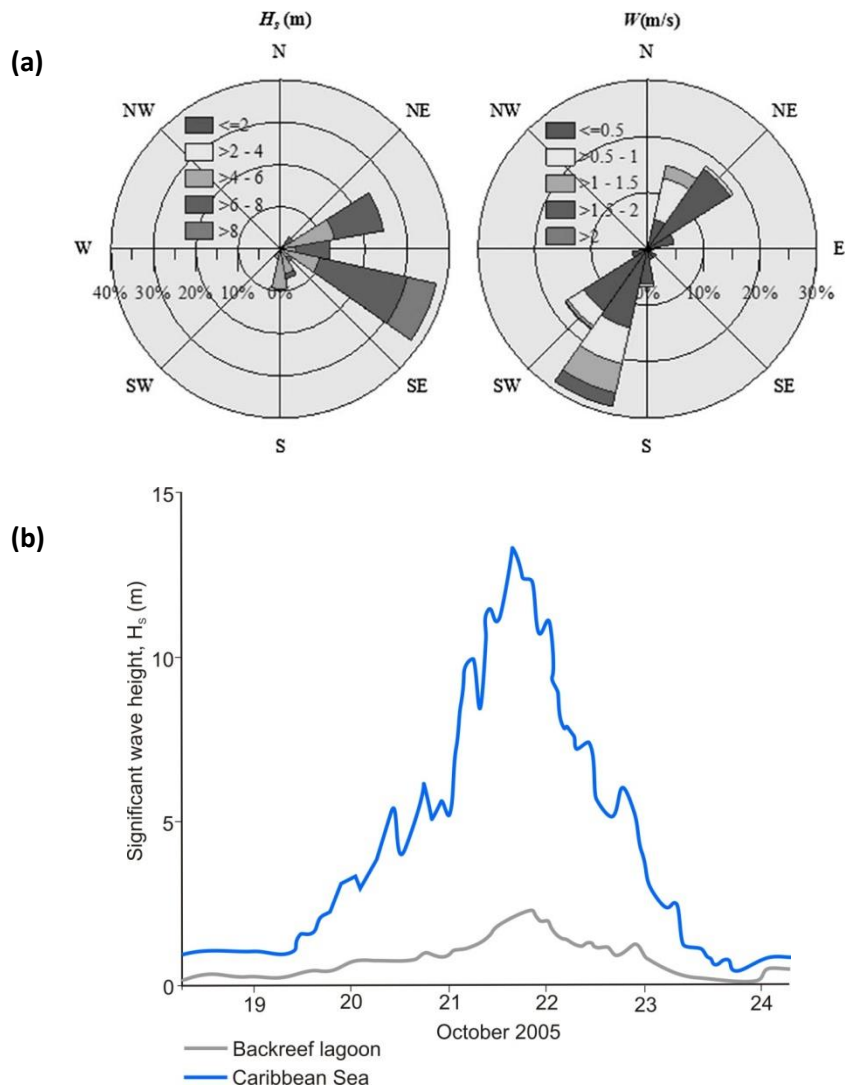 (a)
Hs (m)
N
NW
NE
<=2
>2 - 4
>4 - 6
>6 - 8
>8
W
40% 30% 20% 10% 0%
SW
SE
S
W(m/s)
N
NW
NE
<=0.5
>0.5 - 1
>1 - 1.5
>1.5 - 2
>2
E
0% 10% 20% 30%
SW
SE
S
(b)
Significant wave height, Hs (m)
15
10
5
0
19 20 21 22 23 24
October 2005
Backreef lagoon
Caribbean Sea